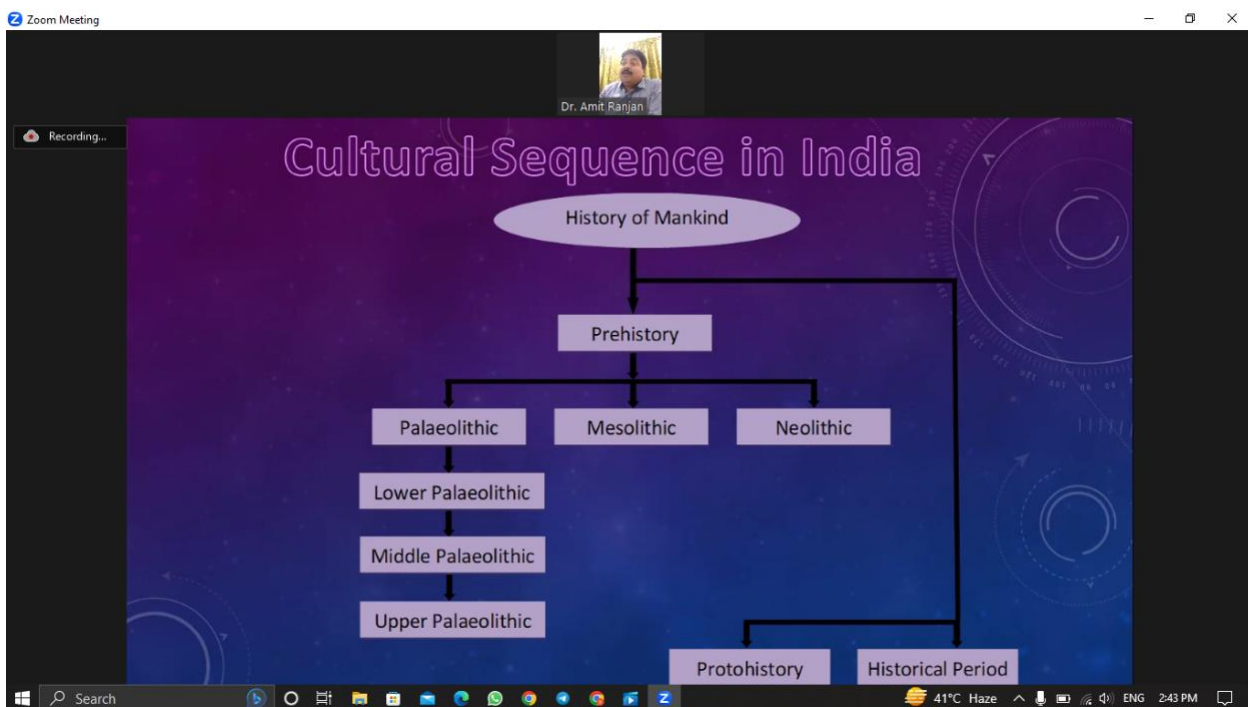 Zoom Meeting
Dr. Amit Ranjan
Recording...
Cultural Sequence in India
History of Mankind
Prehistory
Palaeolithic
Mesolithic
Neolithic
Lower Palaeolithic
Middle Palaeolithic
Upper Palaeolithic
Protohistory
Historical Period
Search
41°C Haze
ENG
2:43 PM